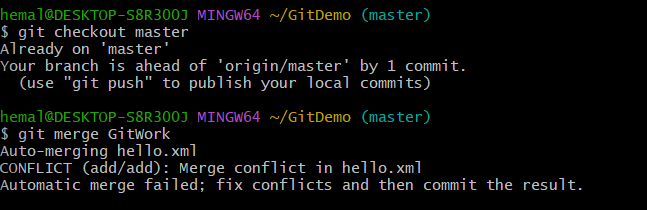 hemal@DESKTOP-S8R300J MINGW64 ~/GitDemo (master)
$ git checkout master
Already on 'master'
Your branch is ahead of 'origin/master' by 1 commit.
  (use "git push" to publish your local commits)

hemal@DESKTOP-S8R300J MINGW64 ~/GitDemo (master)
$ git merge GitWork
Auto-merging hello.xml
CONFLICT (add/add): Merge conflict in hello.xml
Automatic merge failed; fix conflicts and then commit the result.